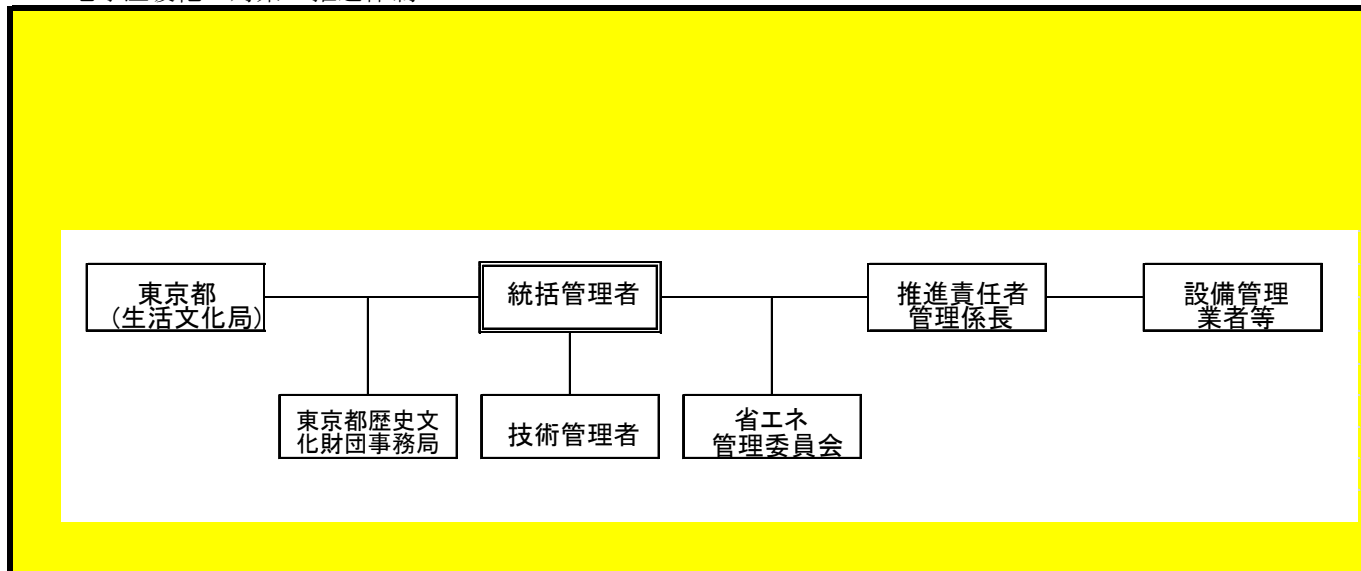 東京都
（生活文化局）
統括管理者
推進責任者
管理係長
設備管理
業者等
東京都歴史文
化財団事務局
技術管理者
省エネ
管理委員会